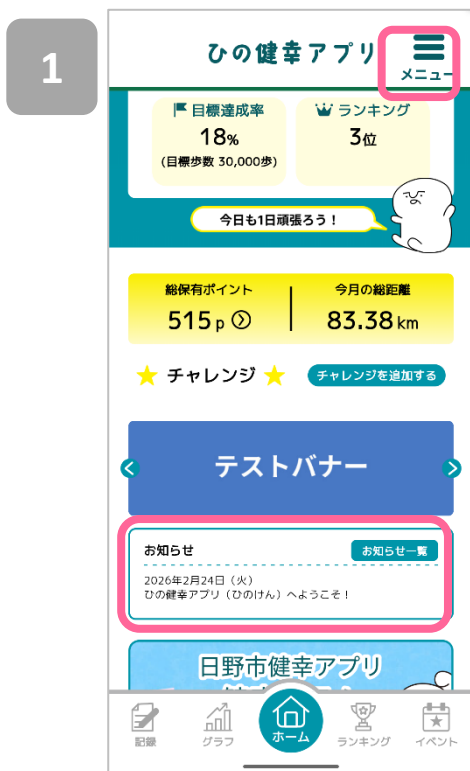 1
ひの健幸アプリ
メニュー
目標達成率
18%
(目標歩数 30,000歩)
ランキング
3位
今日も1日頑張ろう！
総保有ポイント
515p
今月の総距離
83.38km
チャレンジ
チャレンジを追加する
テストバナー
お知らせ
お知らせ一覧
2026年2月24日（火）
ひの健幸アプリ（ひのけん）へようこそ！
日野市健幸アプリ
記録
グラフ
ホーム
ランキング
イベント